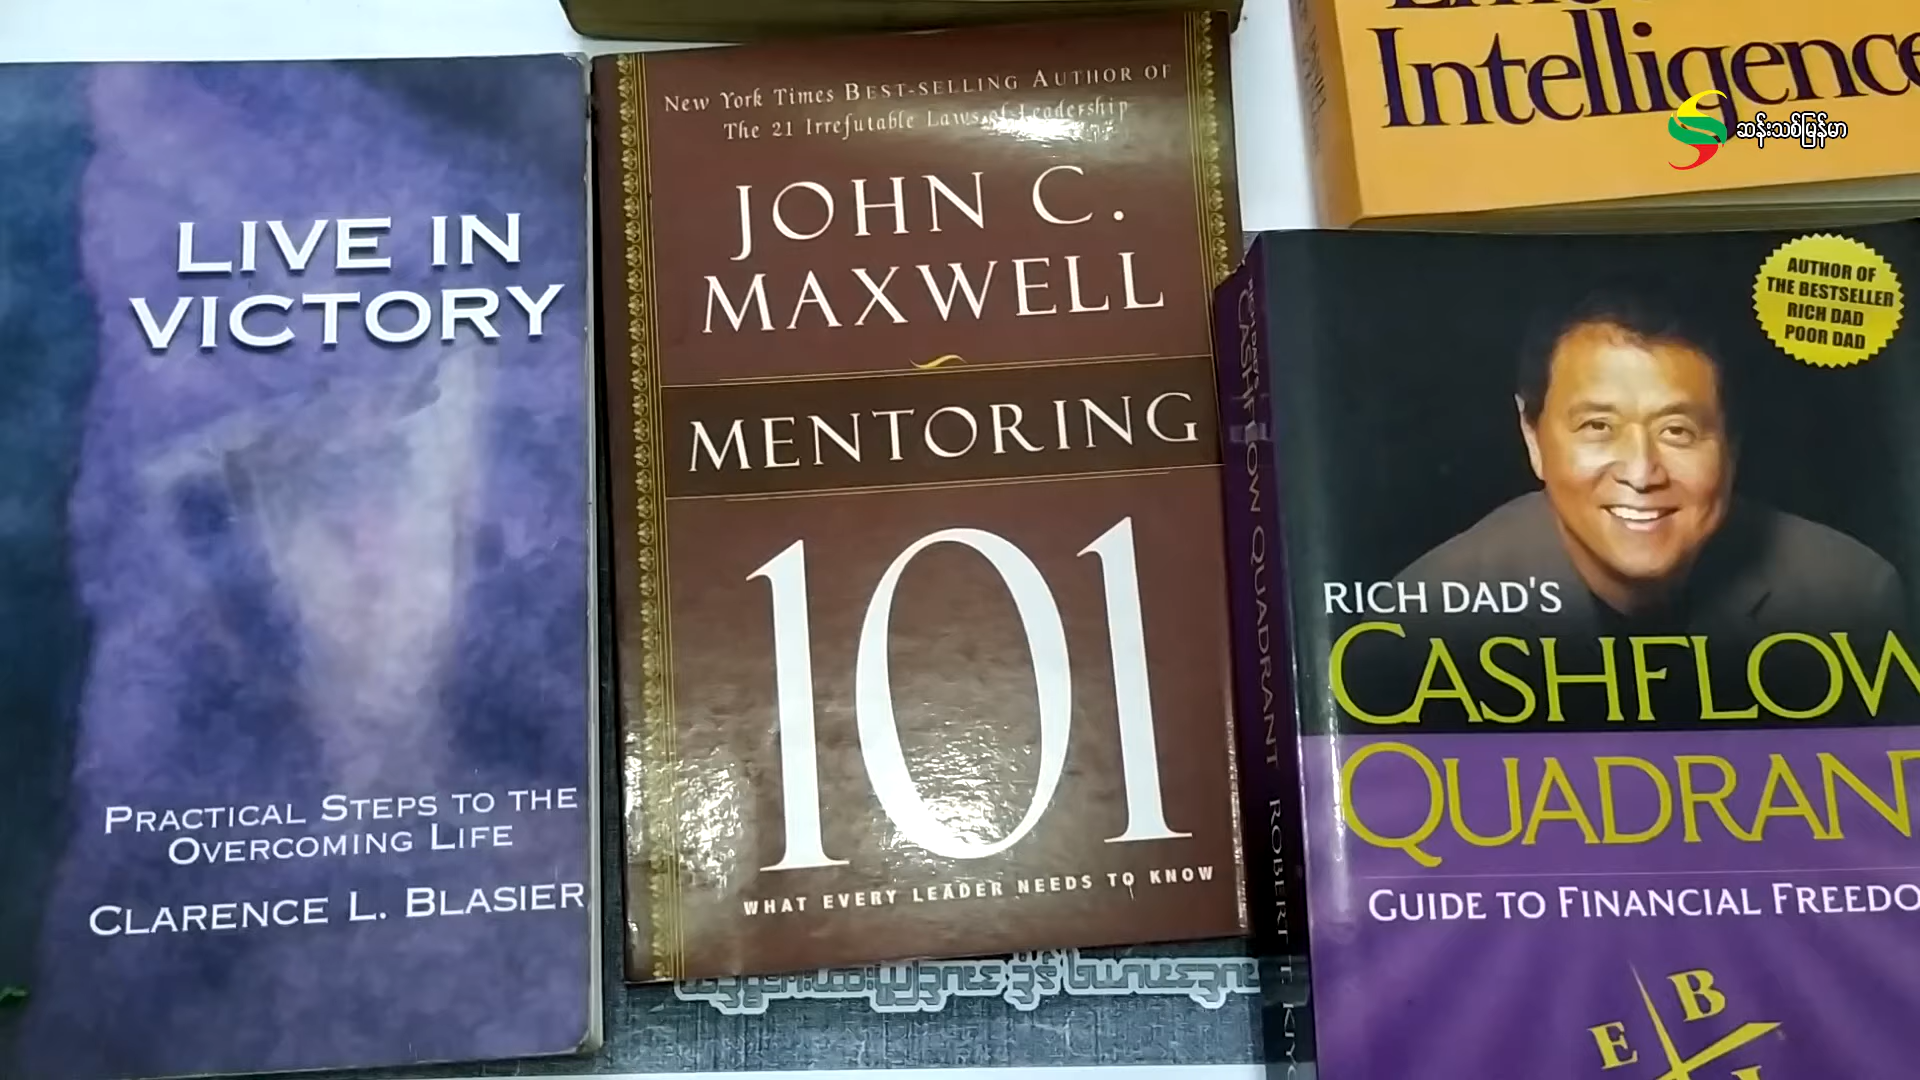 LIVE IN
VICTORY
PRACTICAL STEPS TO THE
OVERCOMING LIFE
CLARENCE L. BLASIER
New York Times BEST-SELLING AUTHOR OF
The 21 Irrefutable Laws of Leadership
JOHN C.
MAXWELL
MENTORING
101
WHAT EVERY LEADER NEEDS TO KNOW
Intelligence
ဆန်းသစ်မြန်မာ
CASHFLOW QUADRANT ROBERT T. KIYO
AUTHOR OF
THE BESTSELLER
RICH DAD
POOR DAD
RICH DAD'S
CASHFLOW
QUADRANT
GUIDE TO FINANCIAL FREEDO
E B
I